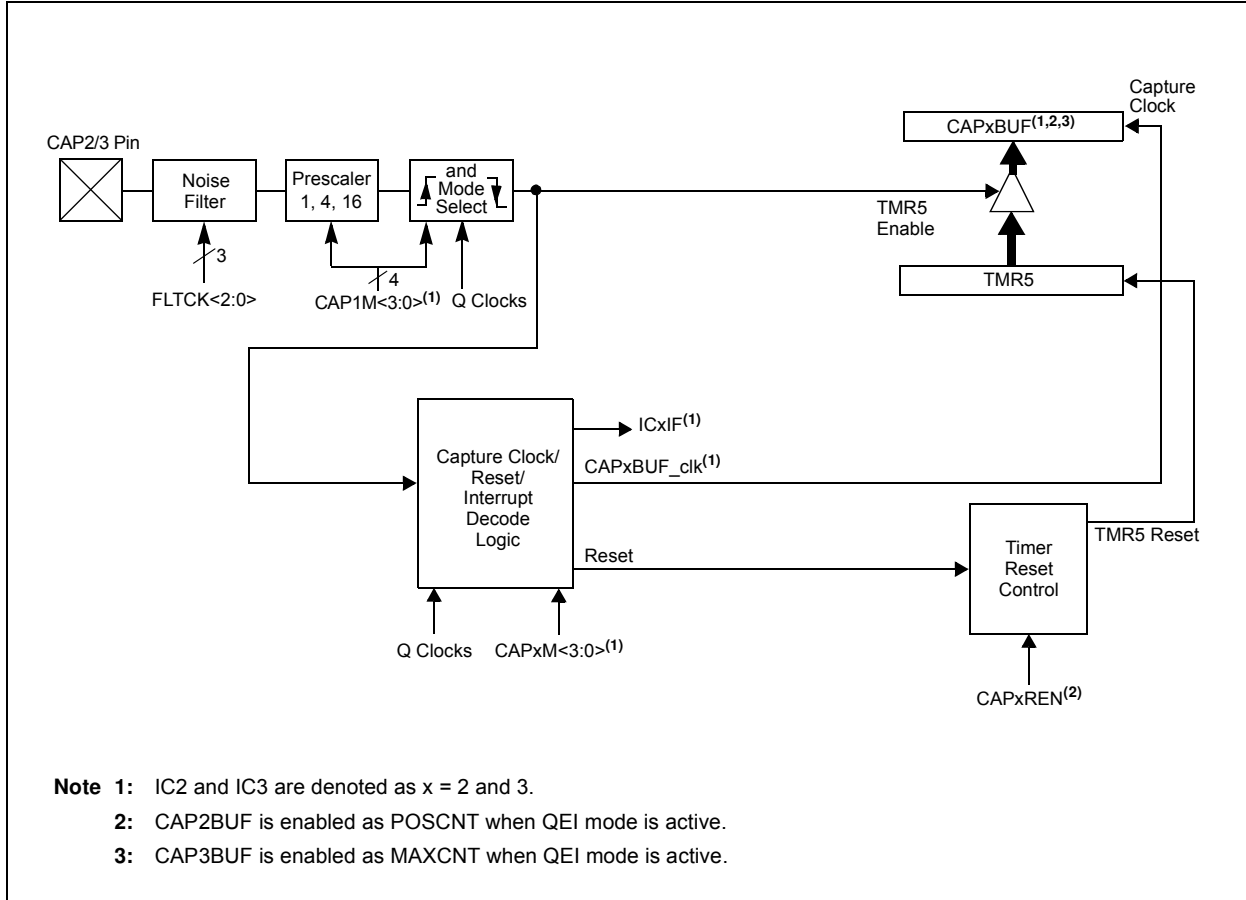 Capture
Clock
CAPxBUF(1,2,3)
CAP2/3 Pin
Noise
Filter
Prescaler
1, 4, 16
and
Mode
Select
TMR5
Enable
3
4
FLTCK<2:0>
CAP1M<3:0>(1)
Q Clocks
TMR5
Capture Clock/
Reset/
Interrupt
Decode
Logic
ICxIF(1)
CAPxBUF_clk(1)
Reset
Timer
Reset
Control
TMR5 Reset
Q Clocks
CAPxM<3:0>(1)
CAPxREN(2)
Note 1: IC2 and IC3 are denoted as x = 2 and 3.
2: CAP2BUF is enabled as POSCNT when QEI mode is active.
3: CAP3BUF is enabled as MAXCNT when QEI mode is active.